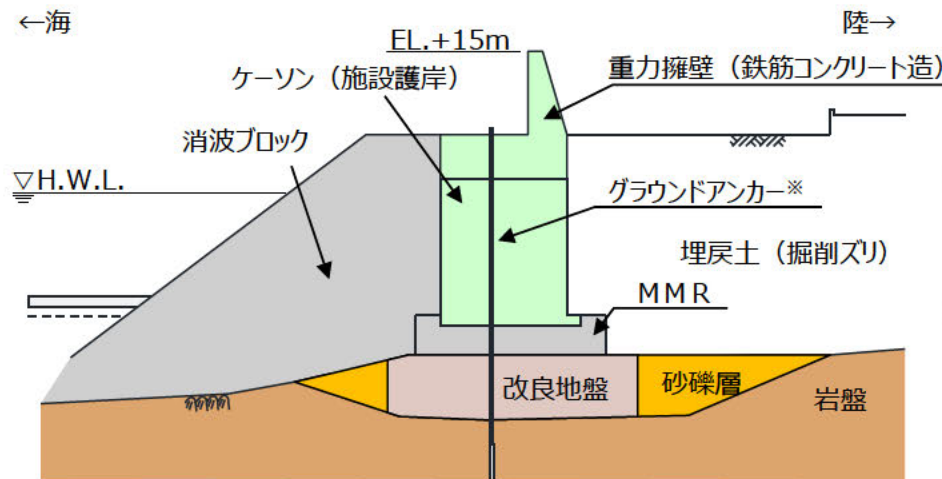 ←海
陸→
EL.+15m
重力擁壁（鉄筋コンクリート造）
ケーソン（施設護岸）
消波ブロック
▽H.W.L.
グラウンドアンカー※
埋戻土（掘削ズリ）
MMR
改良地盤
砂礫層
岩盤